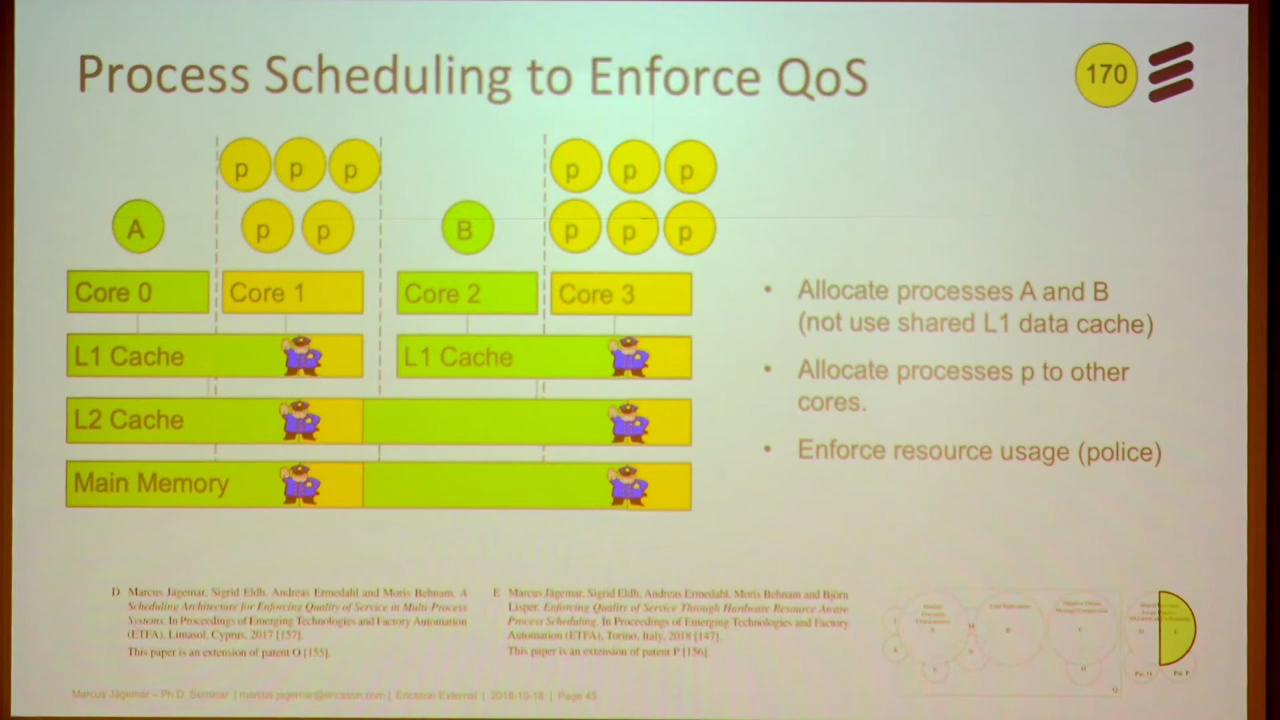 Process Scheduling to Enforce QoS
170
p p p
p p p
A
p p
B
p p p
Core 0
Core 1
Core 2
Core 3
L1 Cache
L1 Cache
L2 Cache
Main Memory
• Allocate processes A and B
(not use shared L1 data cache)
• Allocate processes p to other
cores.
• Enforce resource usage (police)
D Marcus Jägemar, Sigrid Eldh, Andreas Ermedahl and Moris Behnam. A
Scheduling Architecture for Enforcing Quality of Service in Multi-Process
Systems. In Proceedings of Emerging Technologies and Factory Automation
(ETFA), Limasol, Cyprus, 2017 [157].
This paper is an extension of patent O [155].
E Marcus Jägemar, Sigrid Eldh, Andreas Ermedahl, Moris Behnam and Björn
Lisper. Enforcing Quality of Service Through Hardware Resource Aware
Process Scheduling. In Proceedings of Emerging Technologies and Factory
Automation (ETFA), Torino, Italy, 2018 [147].
This paper is an extension of patent P [156].
Marcus Jägemar – Ph.D. Seminar | marcus.jagemar@ericsson.com | Ericsson External | 2018-10-18 | Page 45